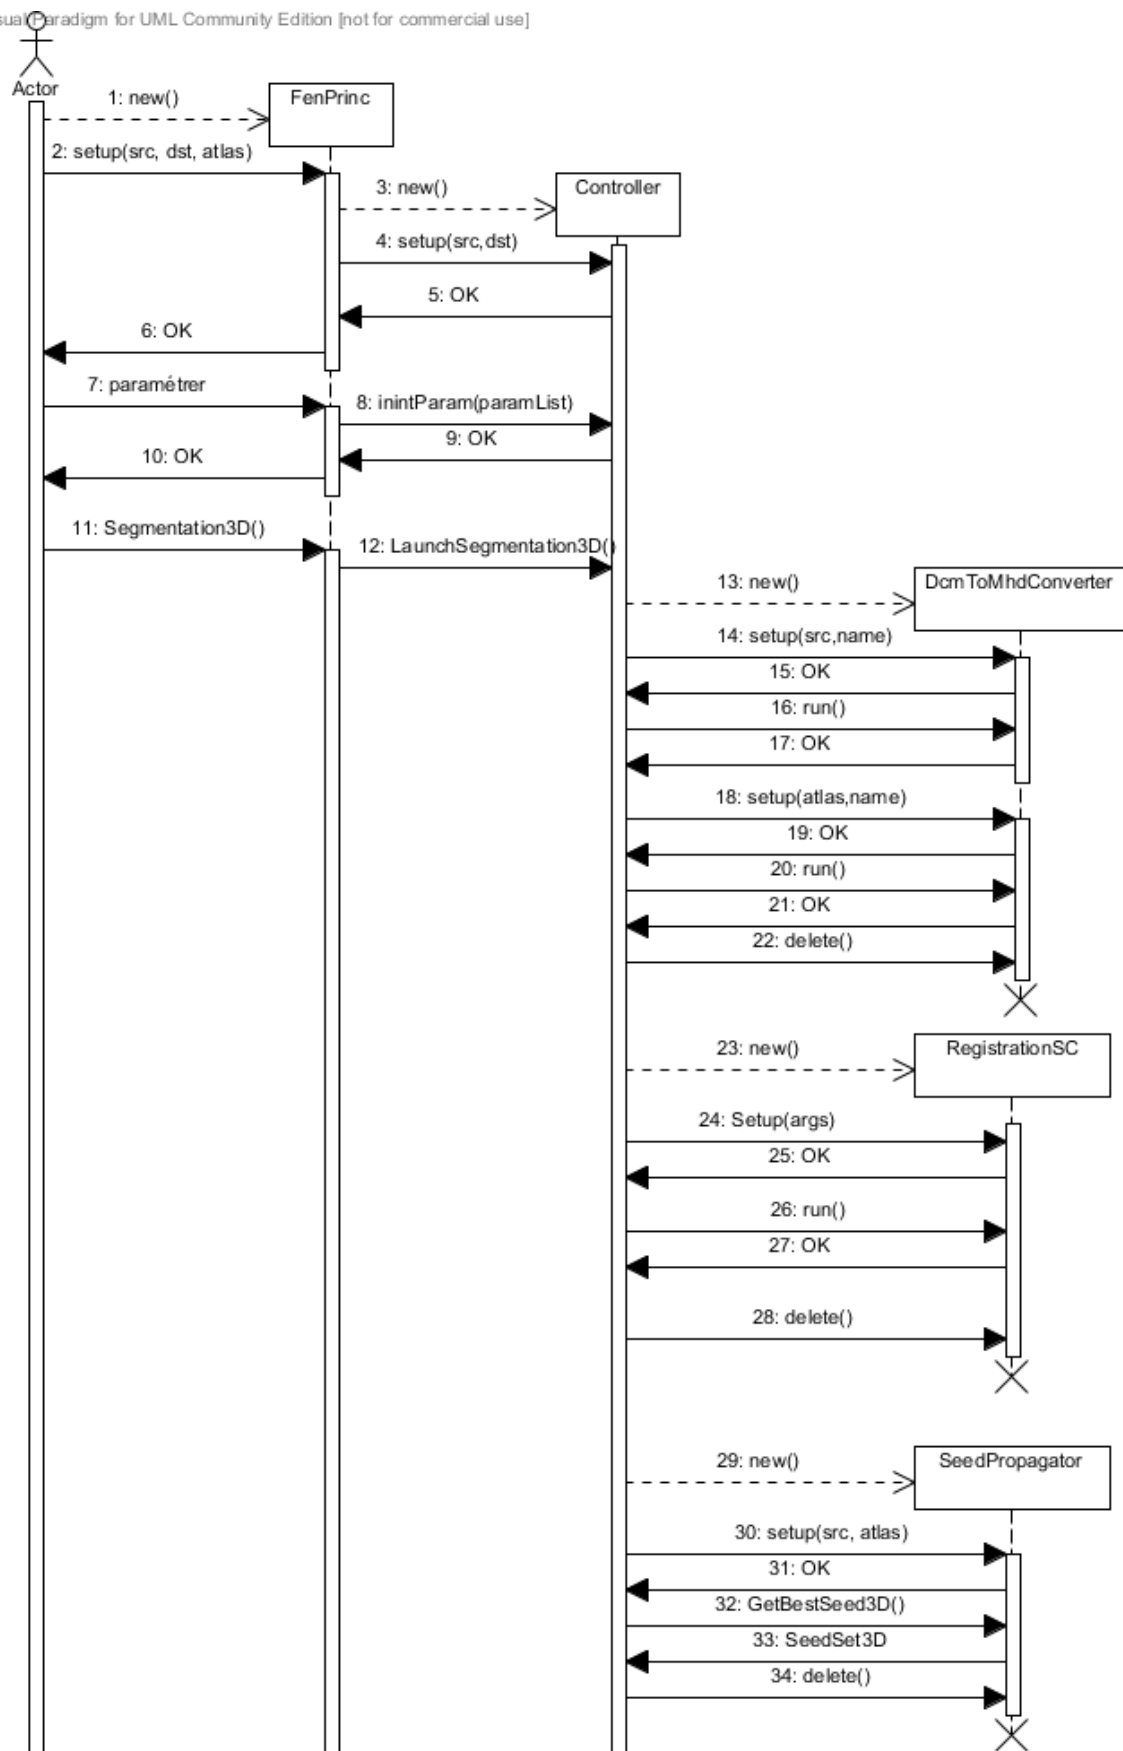 sual Paradigm for UML Community Edition [not for commercial use]
Actor
1: new()
FenPrinc
2: setup(src, dst, atlas)
3: new()
Controller
4: setup(src,dst)
5: OK
6: OK
7: paramétrer
8: inintParam(paramList)
9: OK
10: OK
11: Segmentation3D()
12: LaunchSegmentation3D()
13: new()
DcmToMhdConverter
14: setup(src,name)
15: OK
16: run()
17: OK
18: setup(atlas,name)
19: OK
20: run()
21: OK
22: delete()
23: new()
RegistrationSC
24: Setup(args)
25: OK
26: run()
27: OK
28: delete()
29: new()
SeedPropagator
30: setup(src, atlas)
31: OK
32: GetBestSeed3D()
33: SeedSet3D
34: delete()